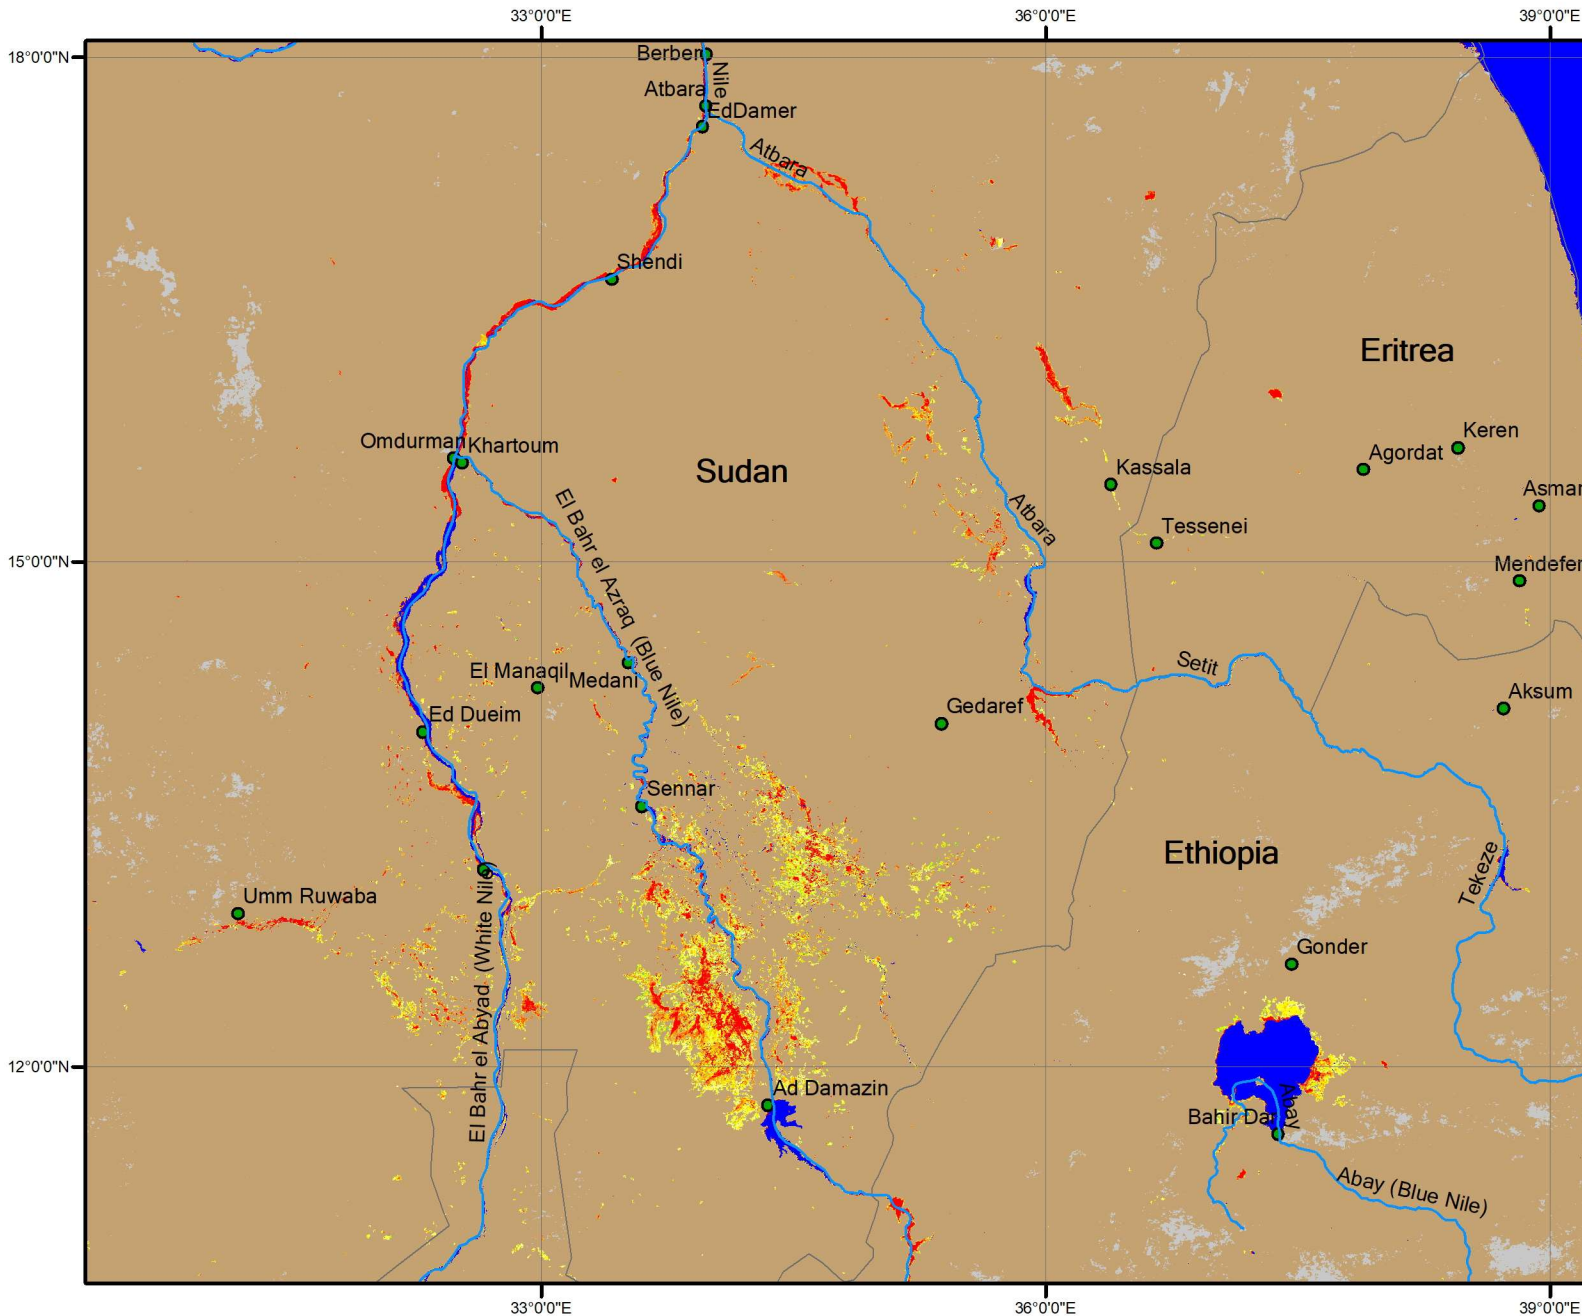 33°0'0"E
36°0'0"E
39°0'0"E
18°0'0"N
Berber
Nile
Atbara
EdDamer
Atbara
Shendi
Eritrea
Omdurman
Khartoum
Keren
Agordat
Sudan
Kassala
Asmar
El Bahr el Azraq (Blue Nile)
Atbara
Tessenei
15°0'0"N
Mendefer
Setit
El Manaqil
Medani
Aksum
Gedaref
Ed Dueim
Sennar
Ethiopia
Tekeze
Umm Ruwaba
El Bahr el Abyad (White Nile)
Gonder
12°0'0"N
Ad Damazin
Abay
Bahir Dar
Abay (Blue Nile)
33°0'0"E
36°0'0"E
39°0'0"E